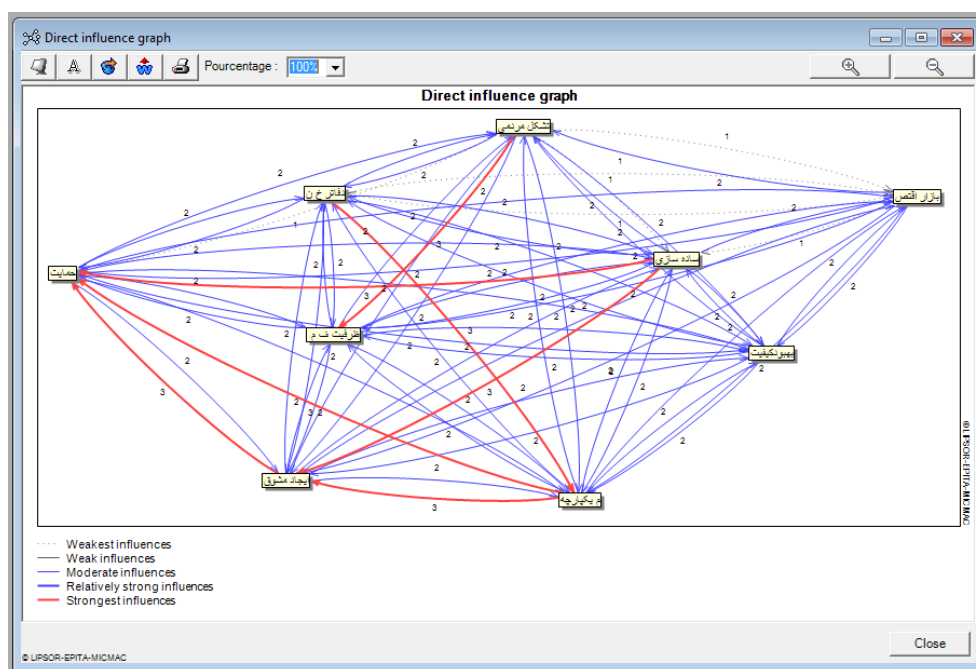 Direct influence graph
Pourcentage : 100%
Direct influence graph
تشکل مردمی
دفاتر خ ن
بازار اقتص
ساده سازی
حمایت
ظرفیت ف م
بهبودکیفیت
ایجاد مشوق
م یکپارچه
Weakest influences
Weak influences
Moderate influences
Relatively strong influences
Strongest influences
©LIPSOR-EPITA-MICMAC
Close
© LIPSOR-EPITA-MICMAC